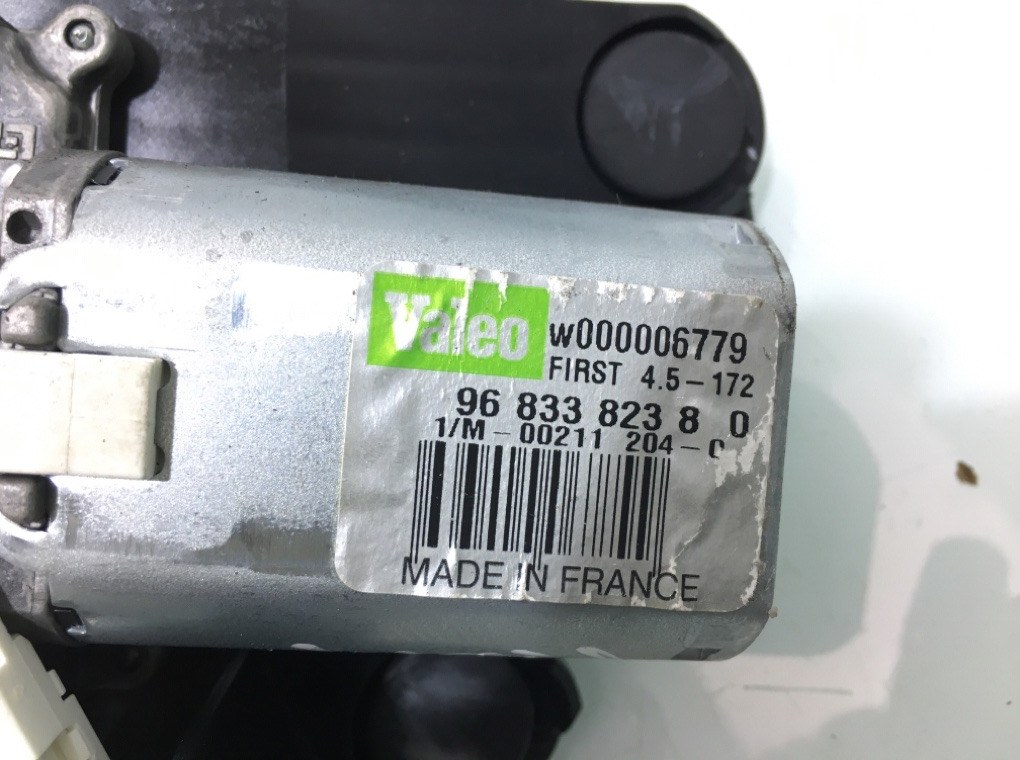 Valeo
w000006779
FIRST 4.5-172
96 833 823 8 0
1/M-00211 204-
MADE IN FRANCE